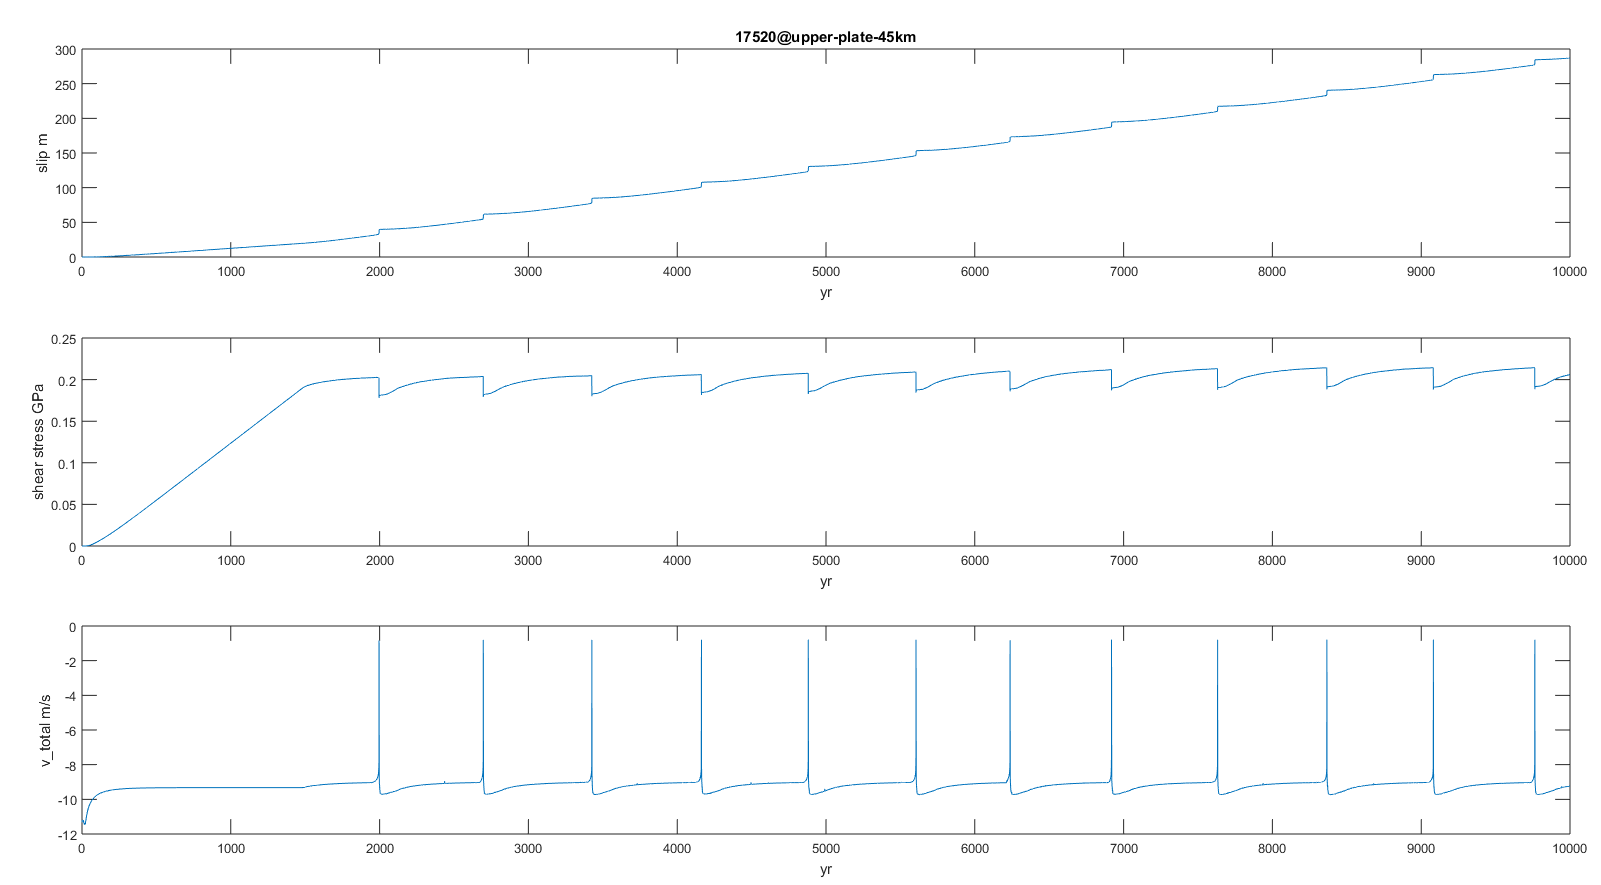 17520@upper-plate-45km
300
250
200
150
100
50
0
slip m
0 1000 2000 3000 4000 5000 6000 7000 8000 9000 10000
yr
0.25
0.2
0.15
0.1
0.05
0
shear stress GPa
0 1000 2000 3000 4000 5000 6000 7000 8000 9000 10000
yr
0
-2
-4
-6
-8
-10
-12
v_total m/s
0 1000 2000 3000 4000 5000 6000 7000 8000 9000 10000
yr